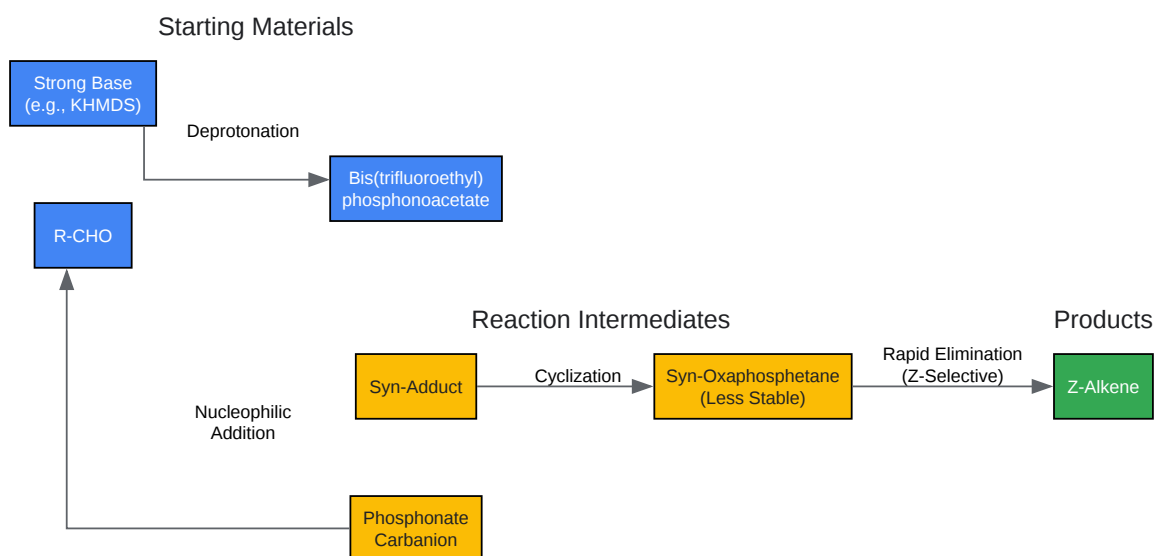 Starting Materials
Strong Base
(e.g., KHMDS)
Deprotonation
Bis(trifluoroethyl)
phosphonoacetate
R-CHO
Reaction Intermediates
Products
Syn-Adduct
Cyclization
Syn-Oxaphosphetane
(Less Stable)
Rapid Elimination
(Z-Selective)
Z-Alkene
Nucleophilic
Addition
Phosphonate
Carbanion